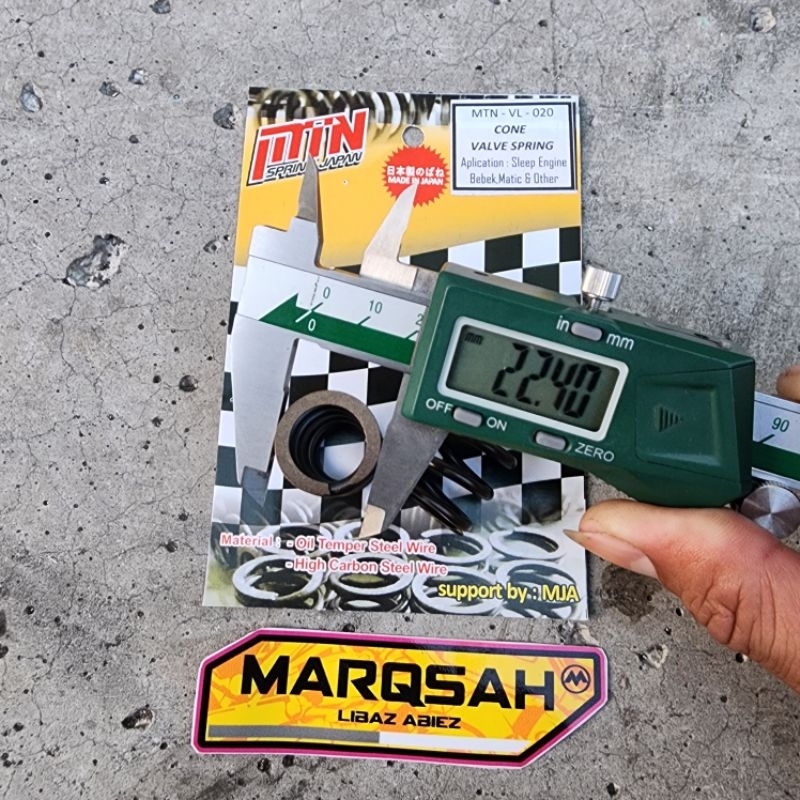 MTN
SPRING JAPAN
日本製のばね
MADE IN JAPAN
MTN - VL - 020
CONE
VALVE SPRING
Aplication : Sleep Engine
Bebek,Matic & Other
in mm
0 10
0
mm
22.40
OFF ON
ZERO
90
Material : - Oil Temper Steel Wire
- High Carbon Steel Wire
support by : MJA
MARQSAH
LIBAZ ABIEZ